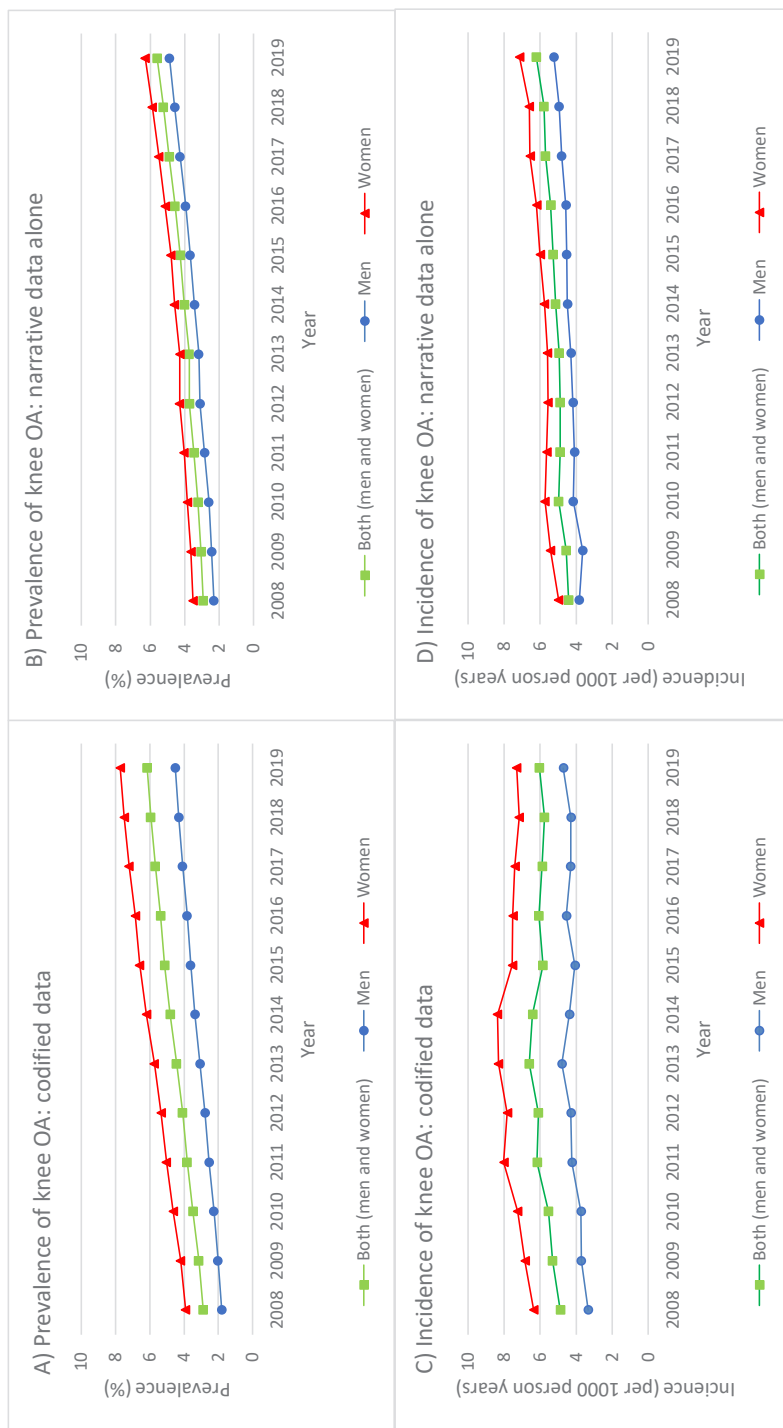 A) Prevalence of knee OA: codified data
Prevalence (%)
10
8
6
4
2
0
2008 2009 2010 2011 2012 2013 2014 2015 2016 2017 2018 2019
Year
Both (men and women) Men Women
B) Prevalence of knee OA: narrative data alone
Prevalence (%)
10
8
6
4
2
0
2008 2009 2010 2011 2012 2013 2014 2015 2016 2017 2018 2019
Year
Both (men and women) Men Women
C) Incidence of knee OA: codified data
Incidence (per 1000 person years)
10
8
6
4
2
0
2008 2009 2010 2011 2012 2013 2014 2015 2016 2017 2018 2019
Year
Both (men and women) Men Women
D) Incidence of knee OA: narrative data alone
Incidence (per 1000 person years)
10
8
6
4
2
0
2008 2009 2010 2011 2012 2013 2014 2015 2016 2017 2018 2019
Year
Both (men and women) Men Women